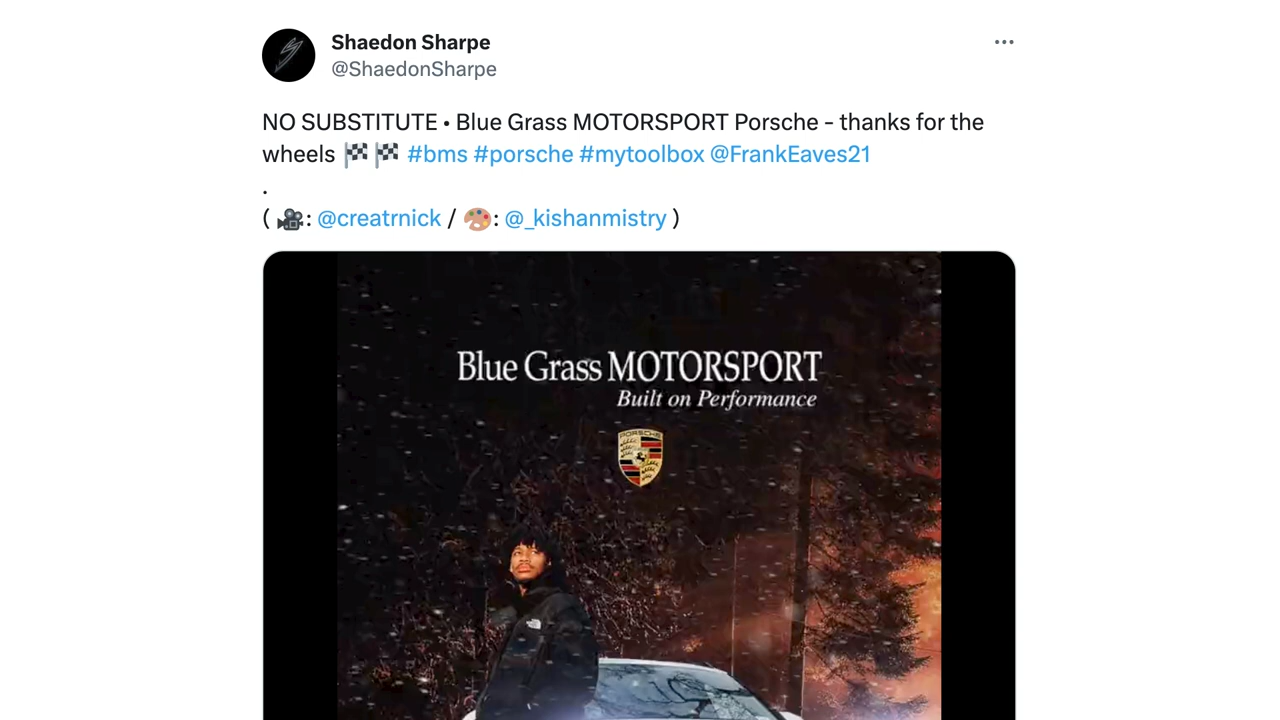 Shaedon Sharpe
@ShaedonSharpe
NO SUBSTITUTE • Blue Grass MOTORSPORT Porsche - thanks for the
wheels 🏁🏁 #bms #porsche #mytoolbox @FrankEaves21
.
( 🎥: @creatrnick / 🎨: @_kishanmistry )
Blue Grass MOTORSPORT
Built on Performance
PORSCHE